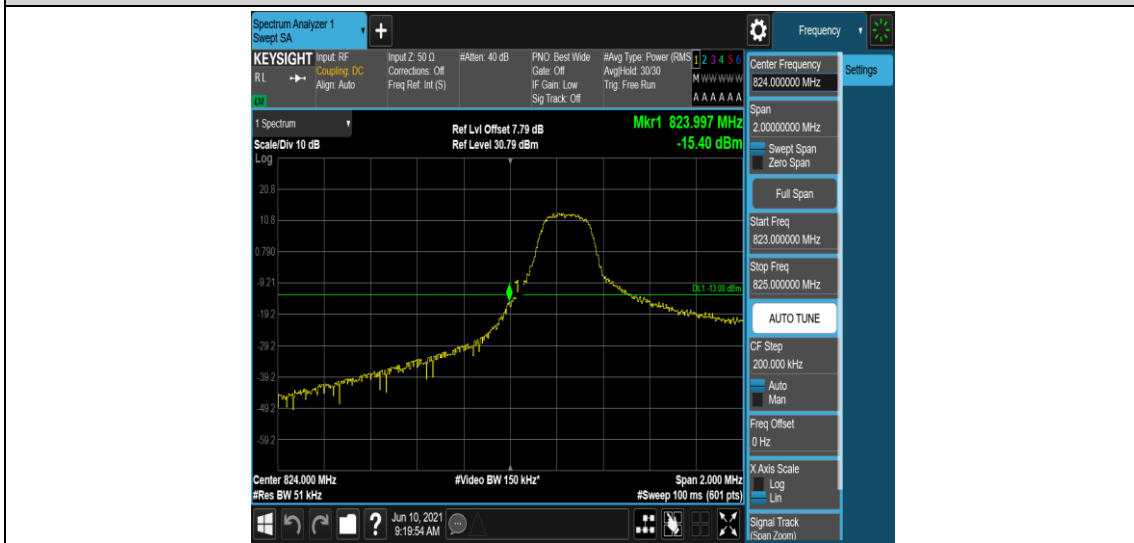 Spectrum Analyzer 1
Swept SA
+
Frequency
KEYSIGHT
RL
Input: RF
Coupling: DC
Align: Auto
Input Z: 50 Ω
Corrections: Off
Freq Ref: Int (S)
#Atten: 40 dB
PNO: Best Wide
Gate: Off
IF Gain: Low
Sig Track: Off
#Avg Type: Power (RMS
Avg|Hold: 30/30
Trig: Free Run
1 2 3 4 5 6
M W W W W W
A A A A A A
1 Spectrum
Scale/Div 10 dB
Log
Ref Lvl Offset 7.79 dB
Ref Level 30.79 dBm
Mkr1 823.997 MHz
-15.40 dBm
20.8
10.8
0.790
-9.21
-19.2
-29.2
-39.2
-49.2
-59.2
1
DL1 -13.00 dBm
Center 824.000 MHz
#Res BW 51 kHz
#Video BW 150 kHz*
Span 2.000 MHz
#Sweep 100 ms (601 pts)
?
Jun 10, 2021
9:19:54 AM
Center Frequency
824.000000 MHz
Settings
Span
2.00000000 MHz
Swept Span
Zero Span
Full Span
Start Freq
823.000000 MHz
Stop Freq
825.000000 MHz
AUTO TUNE
CF Step
200.000 kHz
Auto
Man
Freq Offset
0 Hz
X Axis Scale
Log
Lin
Signal Track
(Span Zoom)